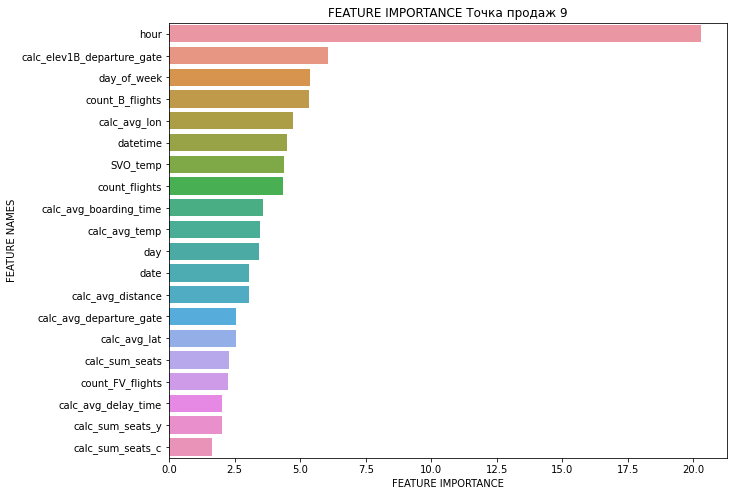 FEATURE IMPORTANCE Точка продаж 9
FEATURE NAMES
hour
calc_elev1B_departure_gate
day_of_week
count_B_flights
calc_avg_lon
datetime
SVO_temp
count_flights
calc_avg_boarding_time
calc_avg_temp
day
date
calc_avg_distance
calc_avg_departure_gate
calc_avg_lat
calc_sum_seats
count_FV_flights
calc_avg_delay_time
calc_sum_seats_y
calc_sum_seats_c
0.0 2.5 5.0 7.5 10.0 12.5 15.0 17.5 20.0
FEATURE IMPORTANCE